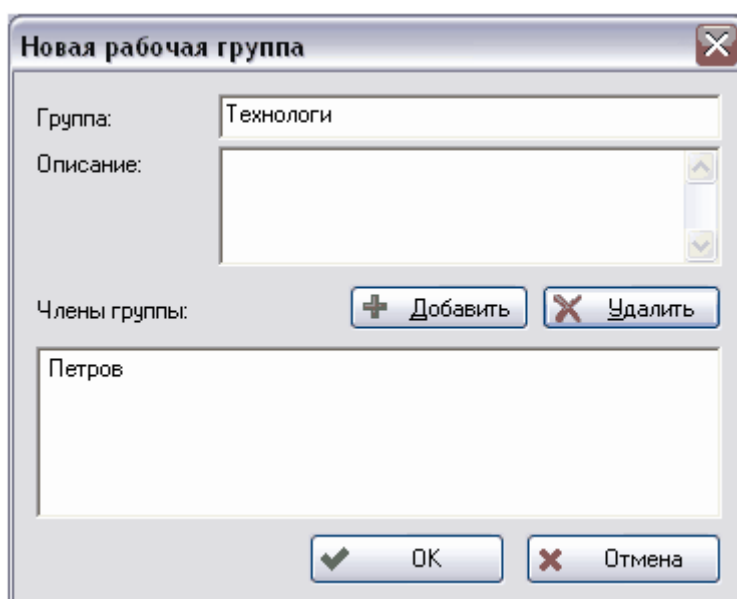 Новая рабочая группа
Группа:
Технологи
Описание:
Члены группы:
Добавить
Удалить
Петров
OK
Отмена